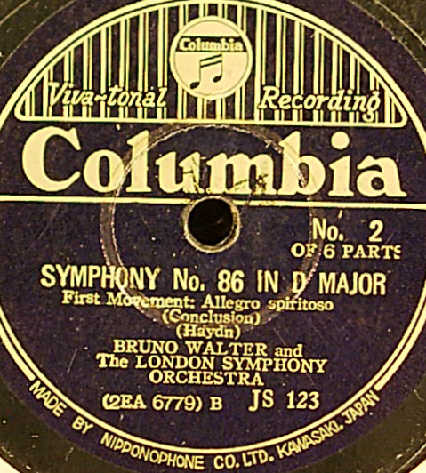 Columbia
Viva-tonal Recording
Columbia
No. 2
OF 6 PARTS
SYMPHONY No. 86 IN D MAJOR
First Movement: Allegro spiritoso
(Conclusion)
(Haydn)
BRUNO WALTER and
The LONDON SYMPHONY
ORCHESTRA
(2EA 6779) B JS 123
MADE BY NIPPONOPHONE CO. LTD. KAWASAKI, JAPAN